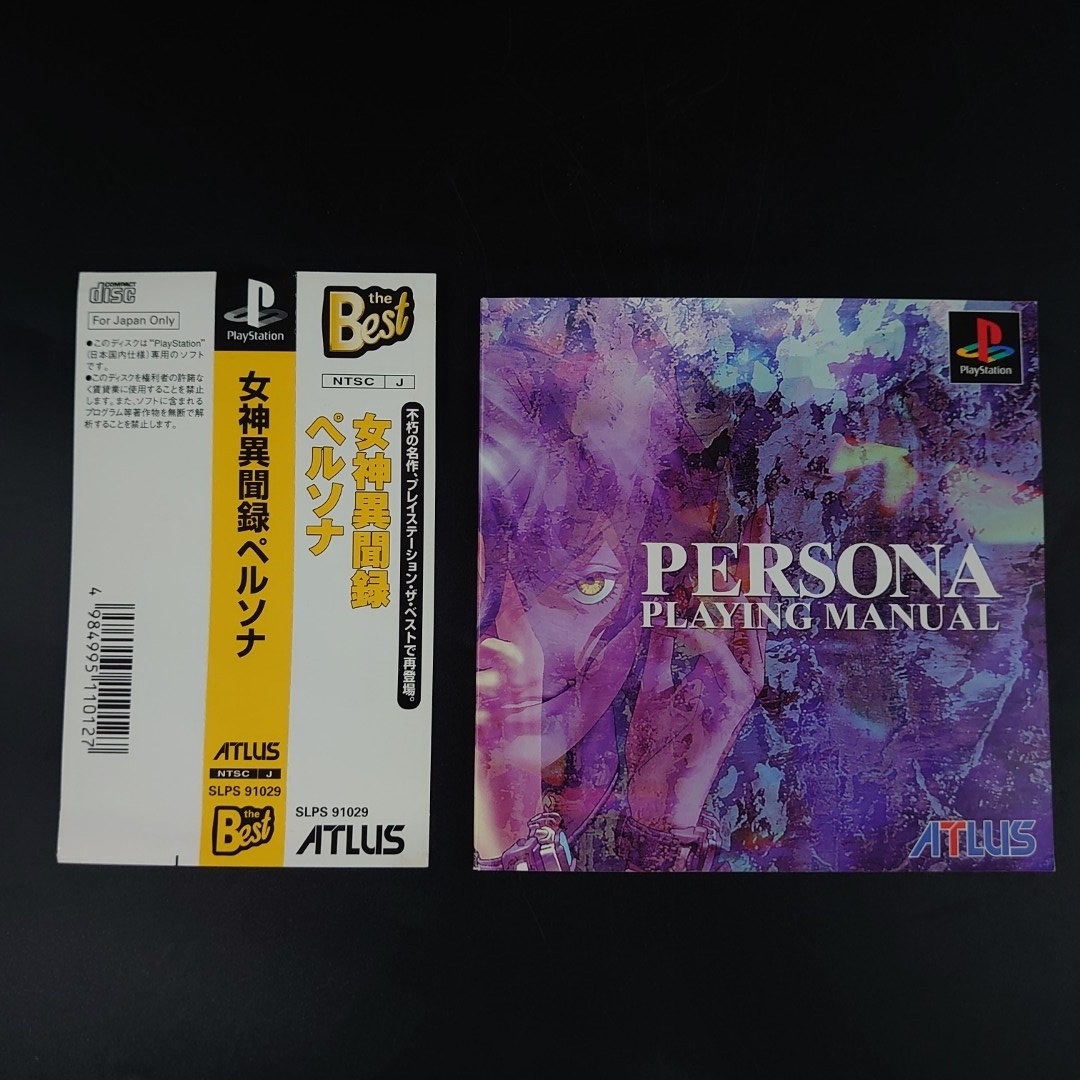 COMPACT
disc
For Japan Only
●このディスクは“PlayStation”
(日本国内仕様)専用のソフト
です。
●このディスクを権利者の許諾な
く賃貸業に使用することを禁止
します。また、ソフトに含まれる
プログラム等著作物を無断で解
析することを禁止します。
4 984995 110127
PlayStation
女神異聞録ペルソナ
ATLUS
NTSC J
SLPS 91029
the
Best
the
Best
NTSC J
不朽の名作、プレイステーション・ザ・ベストで再登場。
女神異聞録
ペルソナ
SLPS 91029
ATLUS
PlayStation
PERSONA
PLAYING MANUAL
ATLUS